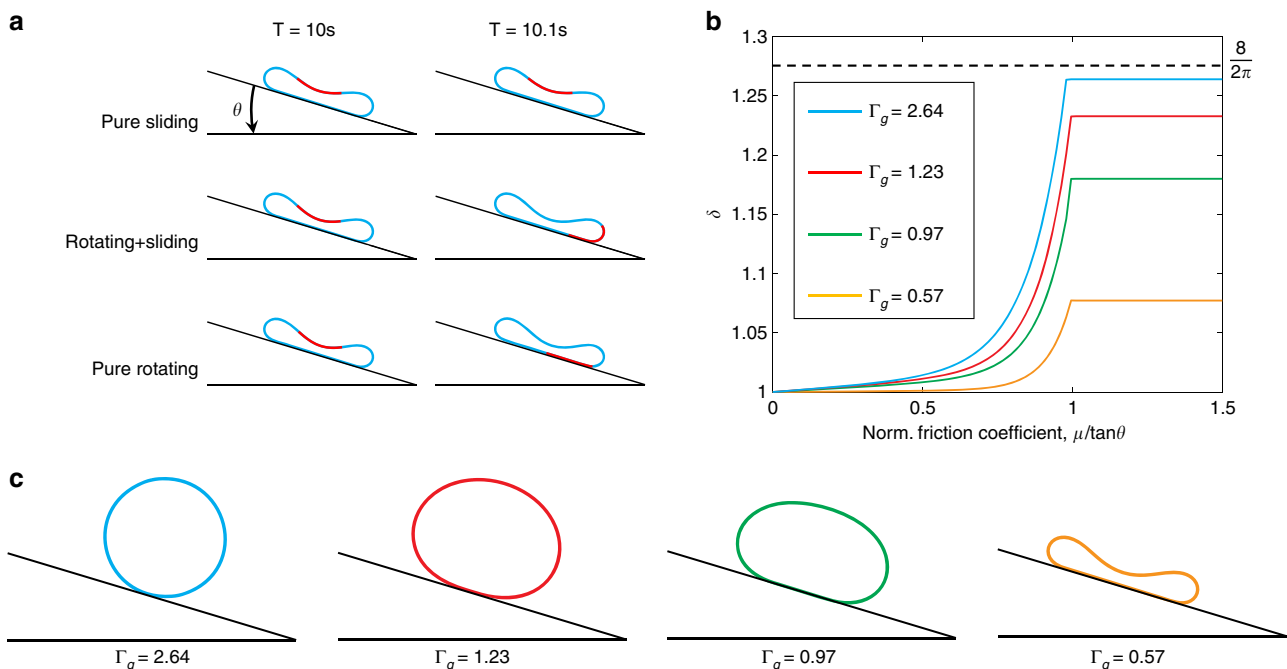 a
T = 10s
T = 10.1s
θ
Pure sliding
Rotating+sliding
Pure rotating
b
1.3
1.25
1.2
1.15
1.1
1.05
1
δ
8
2π
Γg = 2.64
Γg = 1.23
Γg = 0.97
Γg = 0.57
0
0.5
1
1.5
Norm. friction coefficient, μ/tanθ
c
Γg = 2.64
Γg = 1.23
Γg = 0.97
Γg = 0.57